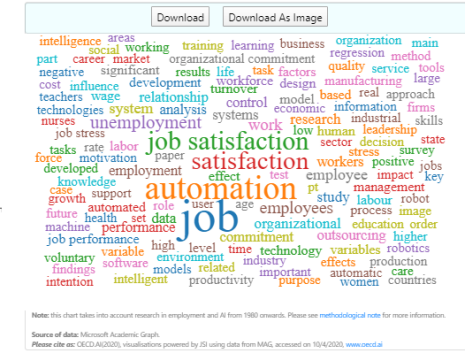 Download Download As Image
intelligence areas
social working training learning business organization main
part career market organizational commitment regression method
negative significant results life task factors quality service tools
cost influence development turnover workforce design manufacturing large
teachers wage relationship control model based real approach
technologies system analysis systems economic information firms
nurses unemployment work research industrial skills
job stress job satisfaction low human leadership
tasks rate labor sector decision state
force motivation paper satisfaction stress survey
developed employment effect test employee workers positive jobs
knowledge impact key
case automation pt management
growth support study labour robot
automated role user job age employees process image
future health set data organizational education order
machine performance
job performance high commitment outsourcing higher
voluntary variable level time technology variables robotics
findings software environment industry effects production
models related important automatic care
intention intelligent productivity purpose women countries
Note: this chart takes into account research in employment and AI from 1980 onwards. Please see methodological note for more information.
Source of data: Microsoft Academic Graph.
Please cite as: OECD.AI(2020), visualisations powered by JSI using data from MAG, accessed on 10/4/2020, www.oecd.ai